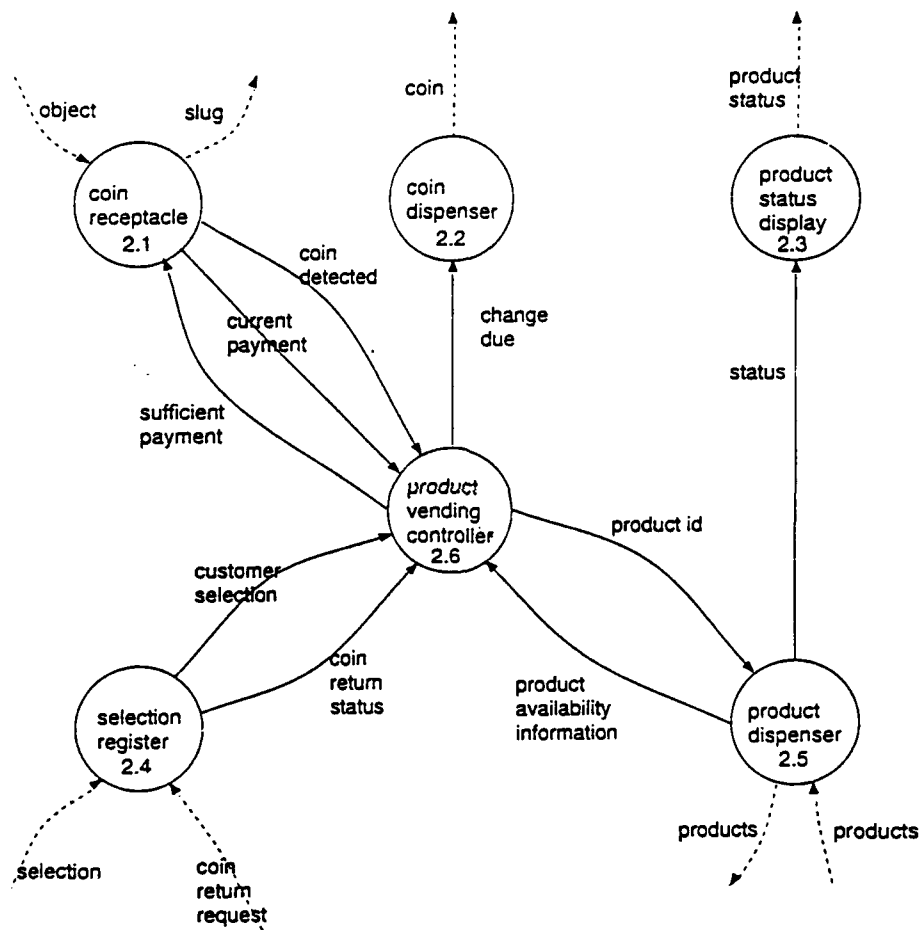 object
slug
coin
product
status
coin
receptacle
2.1
coin
dispenser
2.2
product
status
display
2.3
coin
detected
current
payment
change
due
status
sufficient
payment
product
vending
controller
2.6
product id
customer
selection
coin
return
status
product
availability
information
selection
register
2.4
product
dispenser
2.5
selection
coin
return
request
products
products